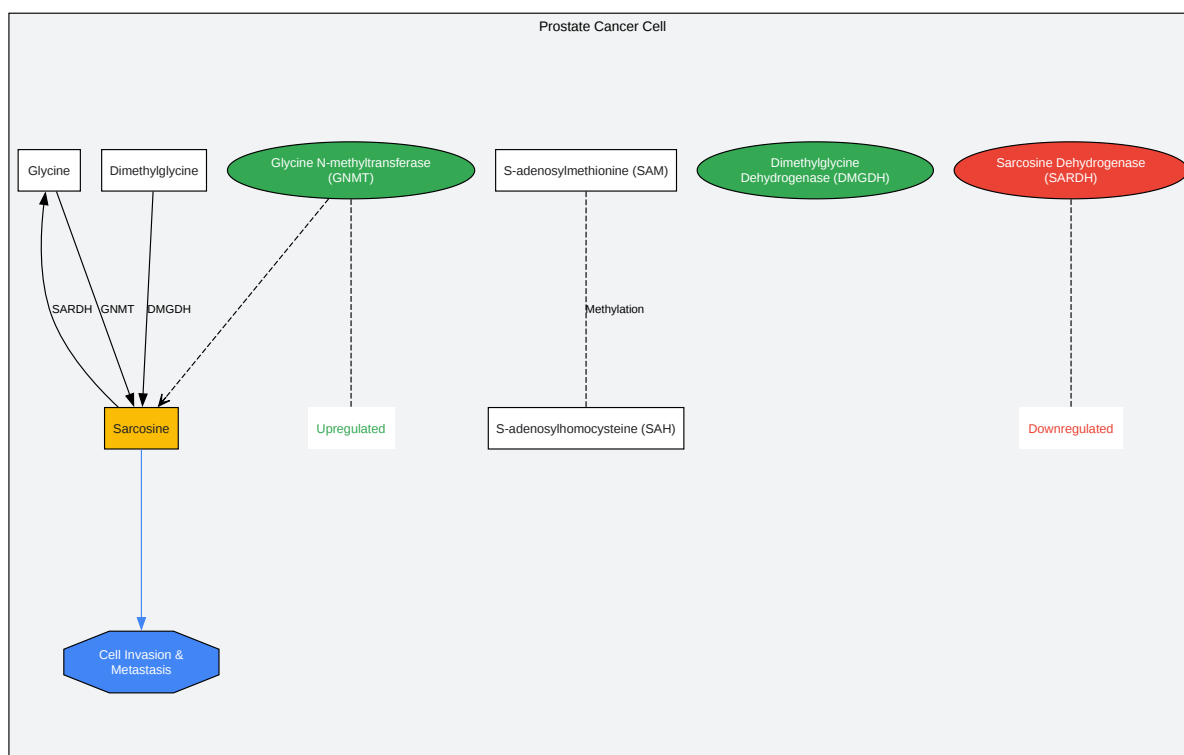 Prostate Cancer Cell
Glycine
Dimethylglycine
Glycine N-methyltransferase
(GNMT)
S-adenosylmethionine (SAM)
Dimethylglycine
Dehydrogenase (DMGDH)
Sarcosine Dehydrogenase
(SARDH)
SARDH
GNMT
DMGDH
Methylation
Sarcosine
Upregulated
S-adenosylhomocysteine (SAH)
Downregulated
Cell Invasion &
Metastasis